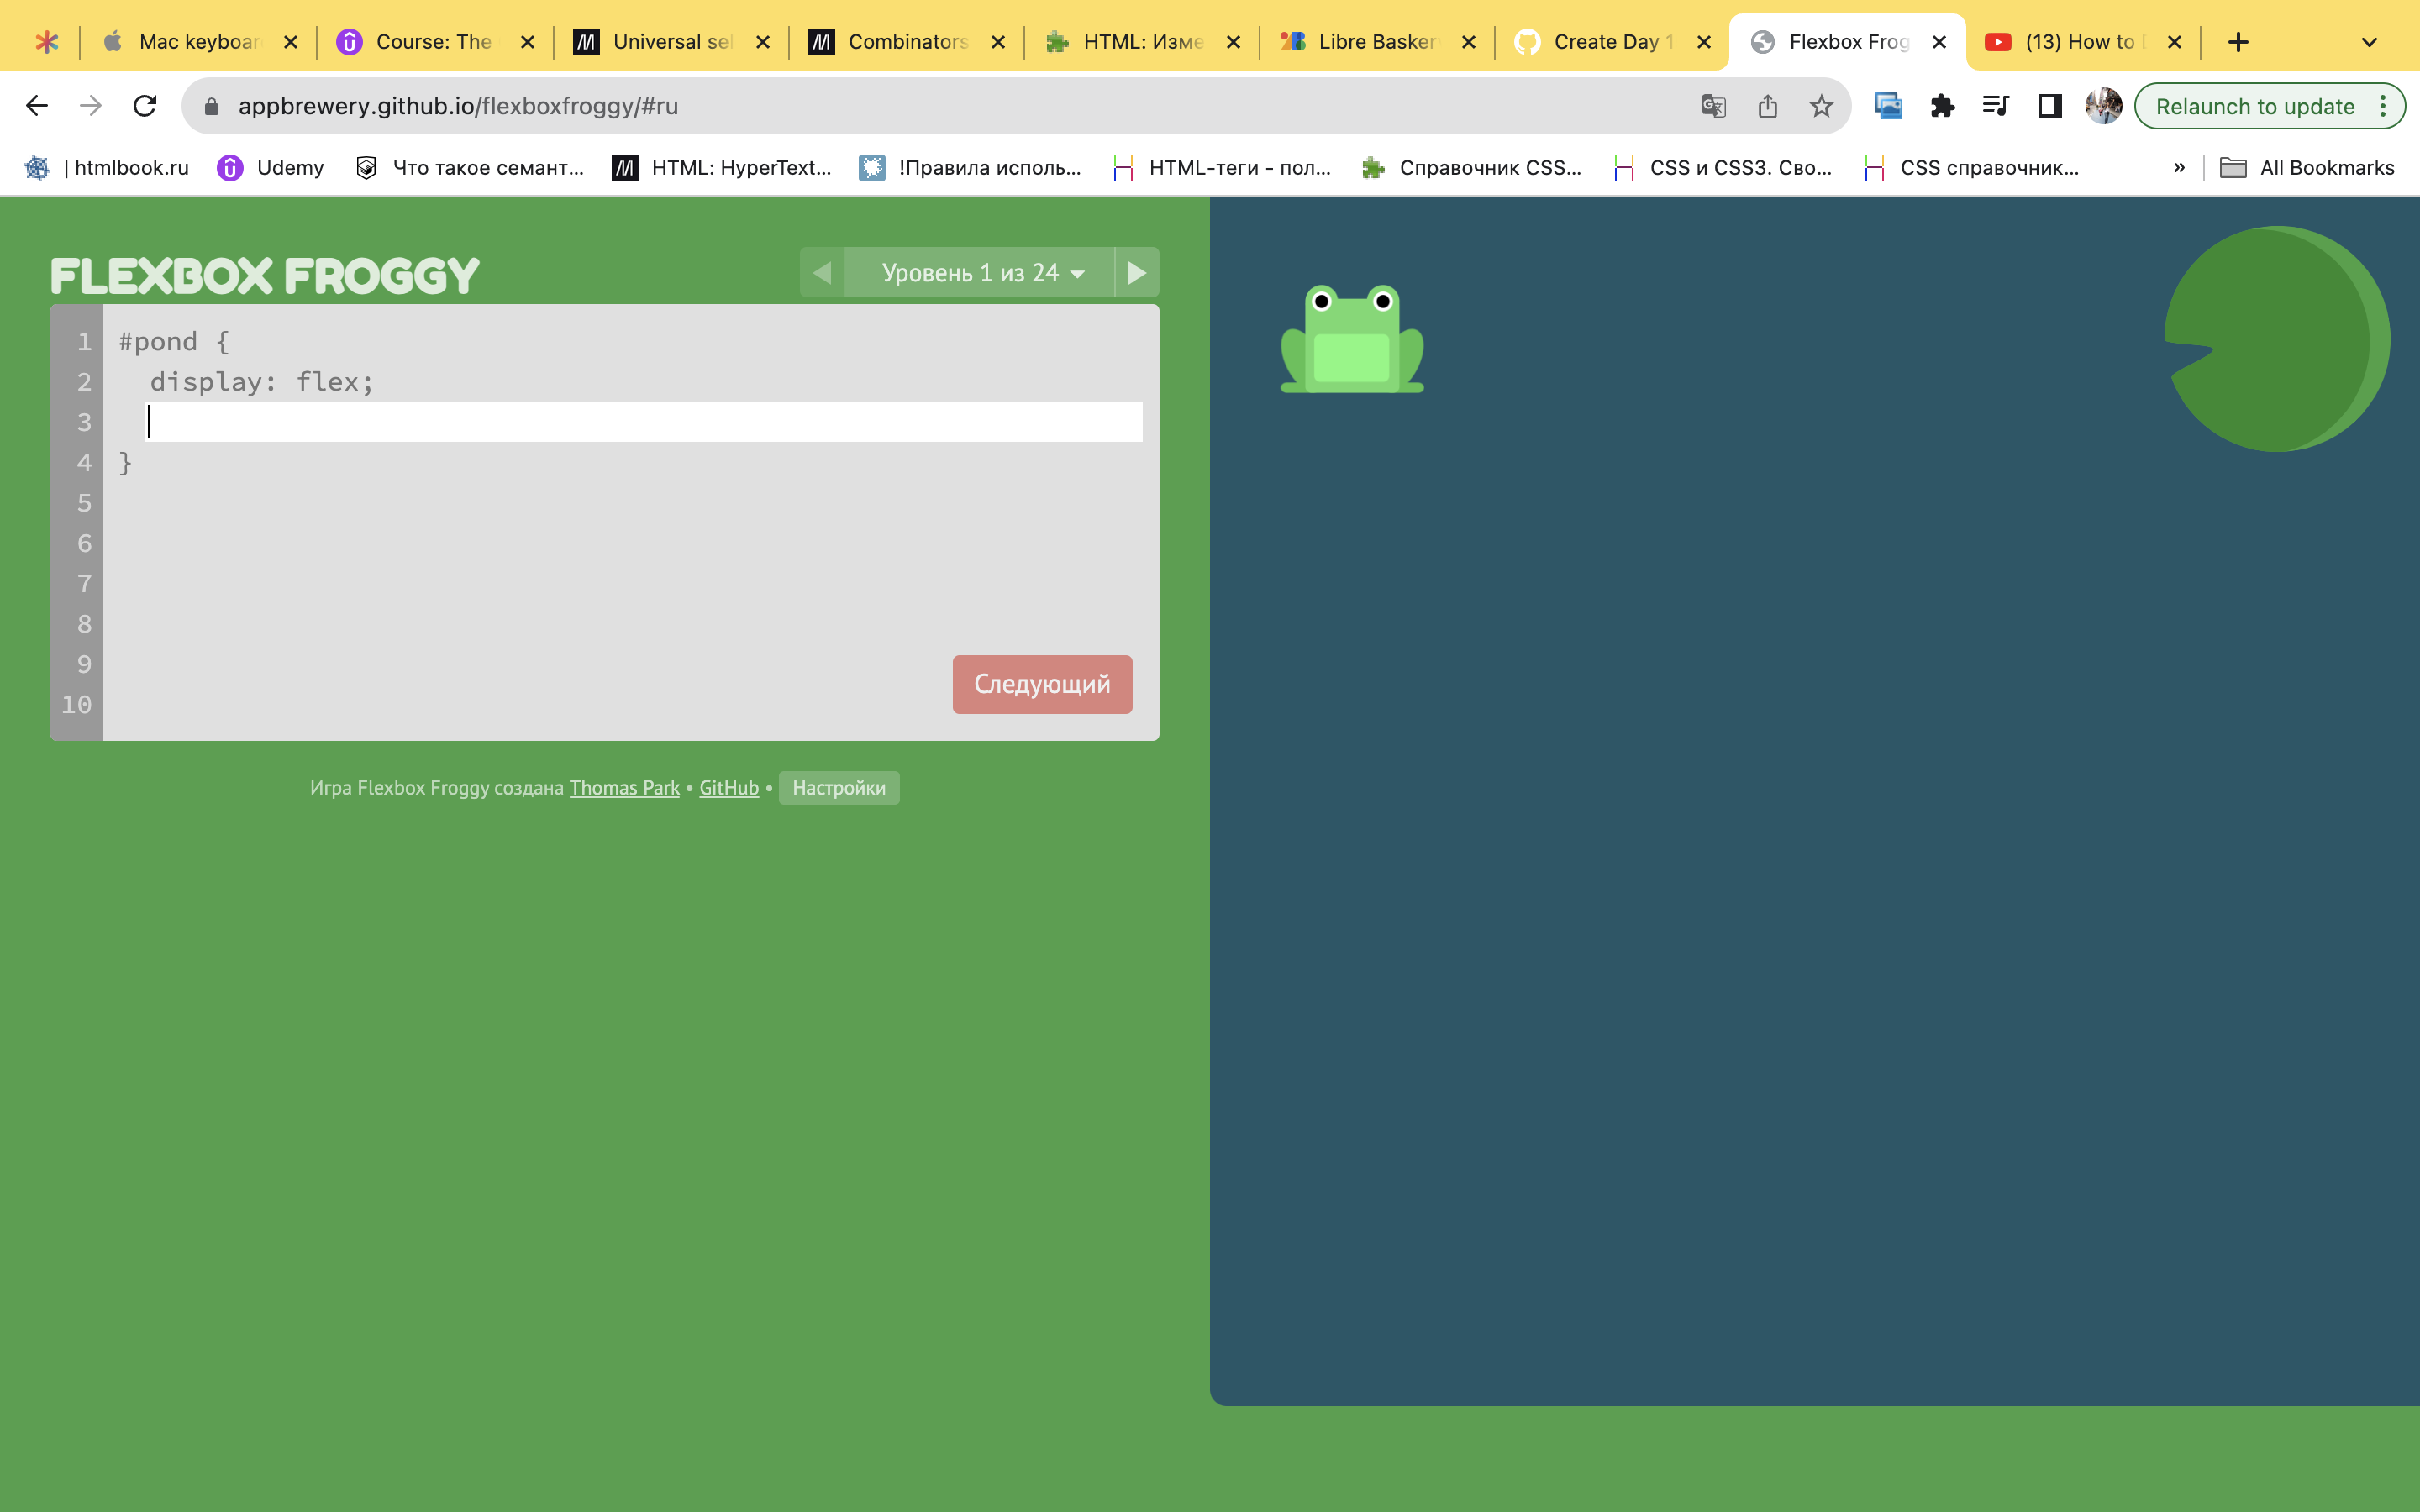 Mac keyboar
Course: The
Universal sel
Combinators
HTML: Изме
Libre Basker
Create Day 1
Flexbox Frog
(13) How to
appbrewery.github.io/flexboxfroggy/#ru
Relaunch to update
| htmlbook.ru
Udemy
Что такое семант...
HTML: HyperText...
!Правила исполь...
HTML-теги - пол...
Справочник CSS...
CSS и CSS3. Сво...
CSS справочник...
»
All Bookmarks
FLEXBOX FROGGY
Уровень 1 из 24
1 #pond {
2 display: flex;
3
4 }
5
6
7
8
9
10
Следующий
Игра Flexbox Froggy создана Thomas Park • GitHub • Настройки